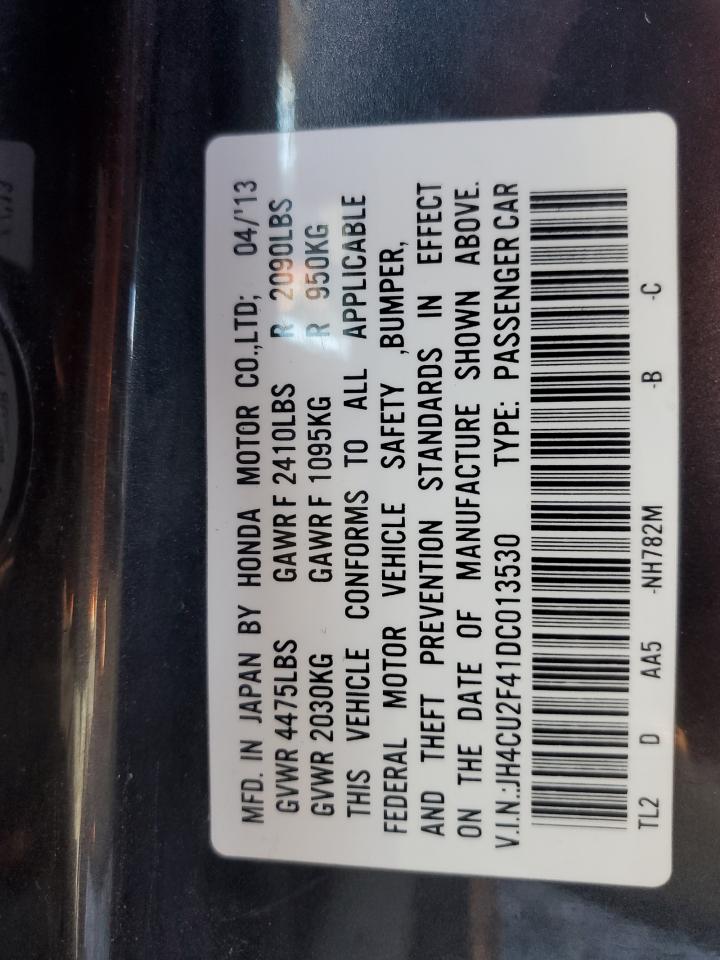 MFD. IN JAPAN BY HONDA MOTOR CO.,LTD; 04/'13
GVWR 4475LBS GAWR F 2410LBS R 2090LBS
GVWR 2030KG GAWR F 1095KG R 950KG
THIS VEHICLE CONFORMS TO ALL APPLICABLE
FEDERAL MOTOR VEHICLE SAFETY ,BUMPER,
AND THEFT PREVENTION STANDARDS IN EFFECT
ON THE DATE OF MANUFACTURE SHOWN ABOVE.
V.I.N.:JH4CU2F41DC013530 TYPE: PASSENGER CAR
TL2 D AA5 -NH782M -B -C